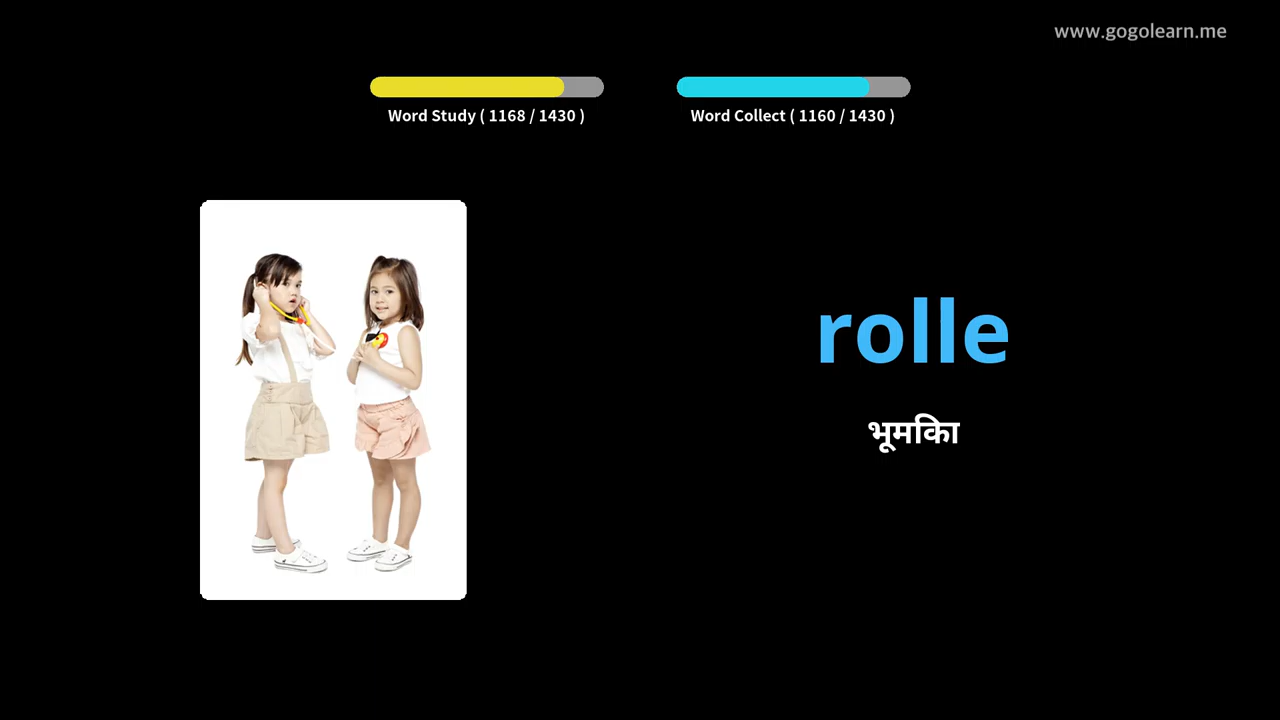 www.gogolearn.me
Word Study ( 1168 / 1430 )
Word Collect ( 1160 / 1430 )
rolle
भूमिका